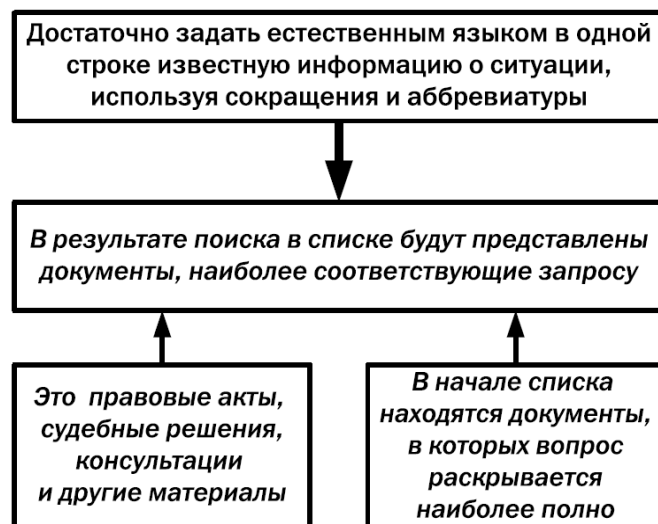 Достаточно задать естественным языком в одной
строке известную информацию о ситуации,
используя сокращения и аббревиатуры
В результате поиска в списке будут представлены
документы, наиболее соответствующие запросу
Это правовые акты,
судебные решения,
консультации
и другие материалы
В начале списка
находятся документы,
в которых вопрос
раскрывается
наиболее полно